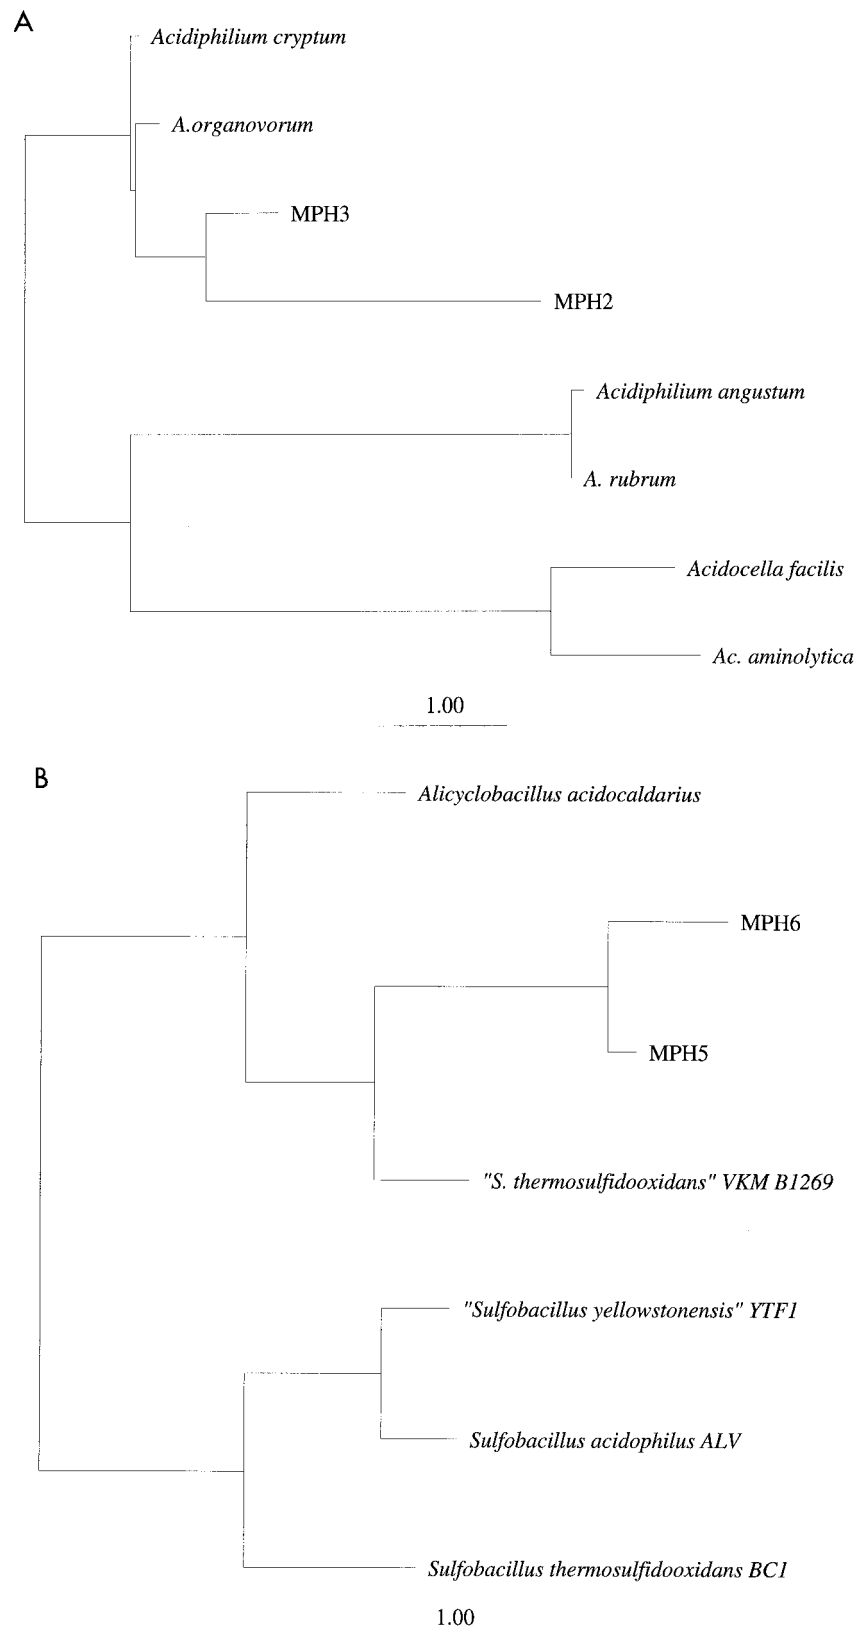 A
Acidiphilium cryptum
A.organovorum
MPH3
MPH2
Acidiphilium angustum
A. rubrum
Acidocella facilis
Ac. aminolytica
1.00
B
Alicyclobacillus acidocaldarius
MPH6
MPH5
"S. thermosulfidooxidans" VKM B1269
"Sulfobacillus yellowstonensis" YTF1
Sulfobacillus acidophilus ALV
Sulfobacillus thermosulfidooxidans BC1
1.00